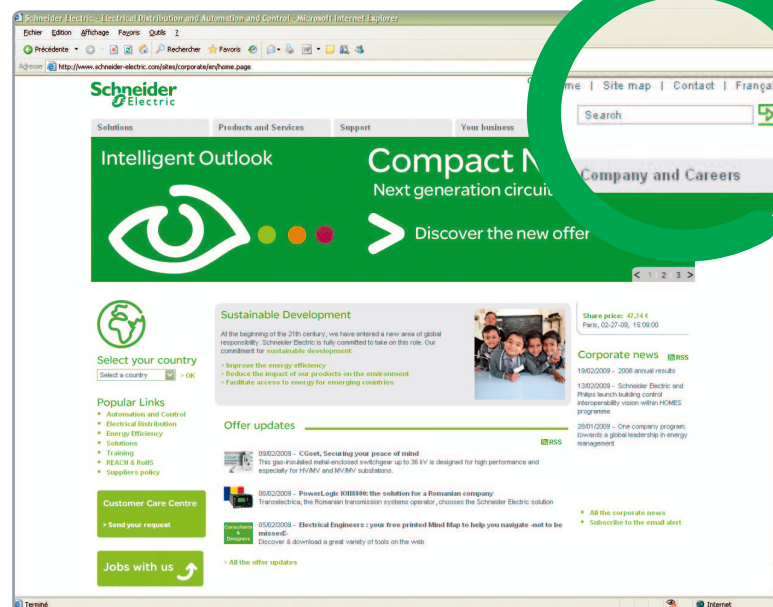 Schneider Electric - Electrical Distribution and Automation and Control - Microsoft Internet Explorer
Fichier Edition Affichage Favoris Outils ?
Précédente Rechercher Favoris
Adresse http://www.schneider-electric.com/sites/corporate/en/home.page
me | Site map | Contact | França
Schneider
Electric
Search
Solutions Products and Services Support Your business Company and Careers
Intelligent Outlook
Compact N
Next generation circuit
Discover the new offer
< 1 2 3 >
Select your country
Select a country > OK
Popular Links
Automation and Control
Electrical Distribution
Energy Efficiency
Solutions
Training
REACH & RoHS
Suppliers policy
Customer Care Centre
> Send your request
Jobs with us
Sustainable Development
At the beginning of the 21th century, we have entered a new area of global
responsibility. Schneider Electric is fully committed to take on this role. Our
commitment for sustainable development:
> Improve the energy efficiency
> Reduce the impact of our products on the environment
> Facilitate access to energy for emerging countries
Offer updates
RSS
09/02/2009 - CGset, Securing your peace of mind
This gas-insulated metal-enclosed switchgear up to 36 kV is designed for high performance and
especially for HV/MV and MV/MV substations.
06/02/2009 - PowerLogic ION8800: the solution for a Romanian company
Transelectrica, the Romanian transmission systems operator, chooses the Schneider Electric solution
Consultants
&
Designers
05/02/2009 - Electrical Engineers : your free printed Mind Map to help you navigate -not to be
missed!-
Discover & download a great variety of tools on the web
> All the offer updates
Share price: 47.24 €
Paris, 02-27-09, 15:09:00
Corporate news RSS
19/02/2009 - 2008 annual results
13/02/2009 - Schneider Electric and
Philips launch building control
interoperability vision within HOMES
programme
28/01/2009 - One company program:
towards a global leadership in energy
management
All the corporate news
Subscribe to the email alert
Terminé Internet